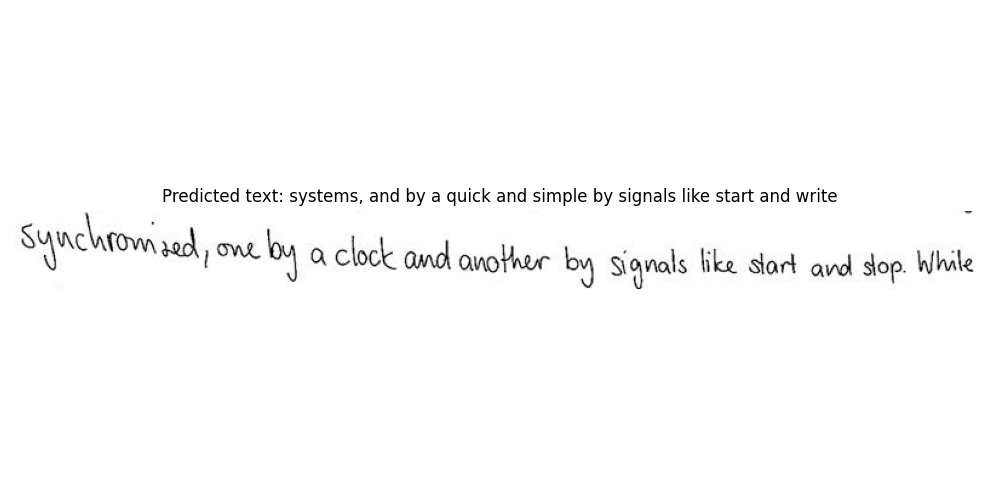 Predicted text: systems, and by a quick and simple by signals like start and write
synchromized, one by a clock and another by signals like start and stop. While